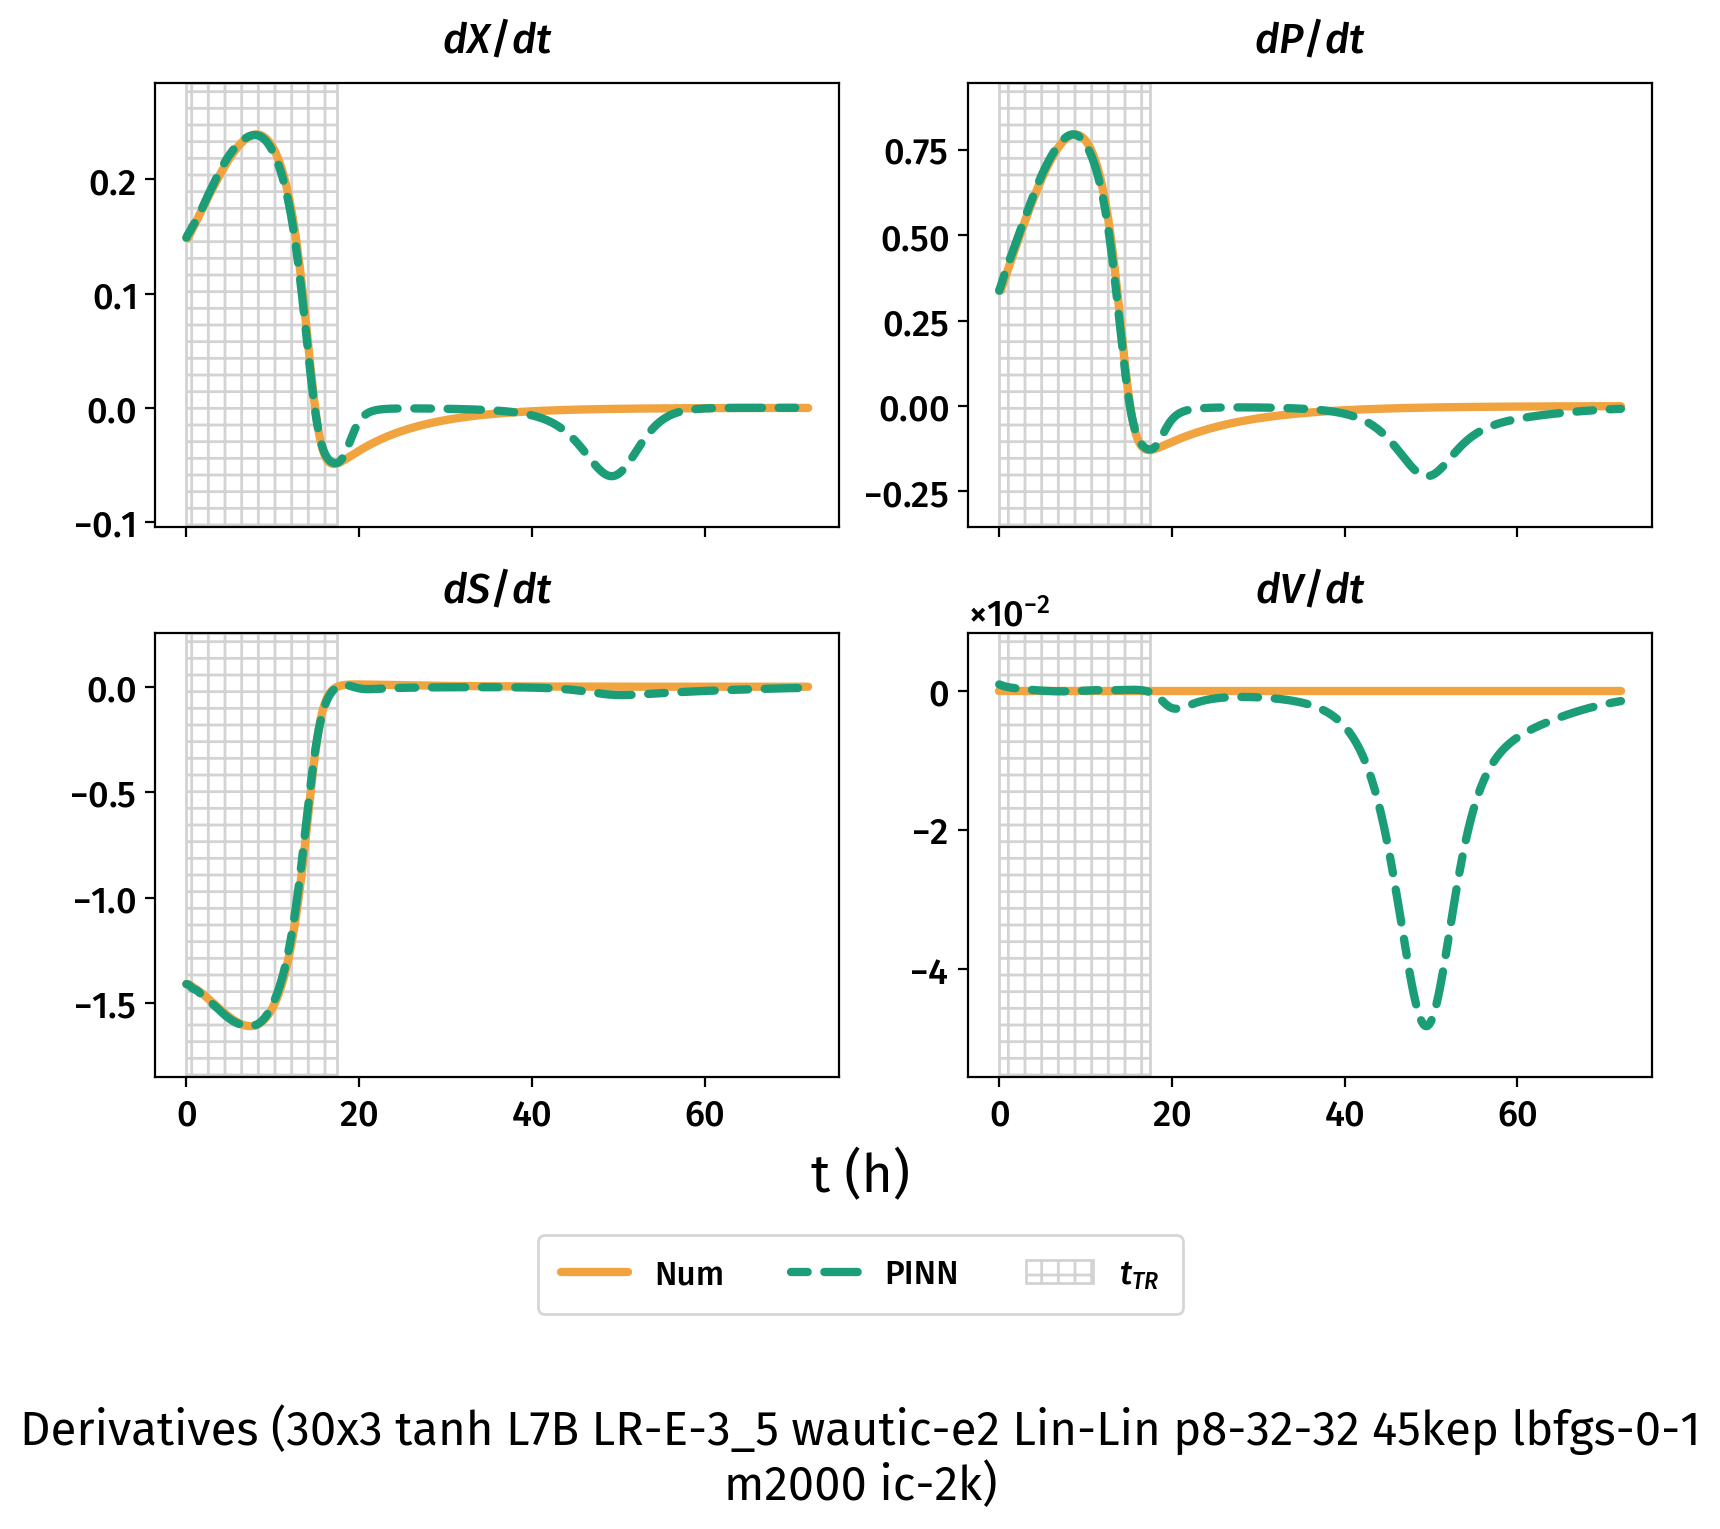 dX/dt
dP/dt
0.2
0.1
0.0
−0.1
0.75
0.50
0.25
0.00
−0.25
dS/dt
dV/dt
×10⁻²
0.0
−0.5
−1.0
−1.5
0
−2
−4
0 20 40 60
0 20 40 60
t (h)
Num PINN t_TR
Derivatives (30x3 tanh L7B LR-E-3_5 wautic-e2 Lin-Lin p8-32-32 45kep lbfgs-0-1
m2000 ic-2k)